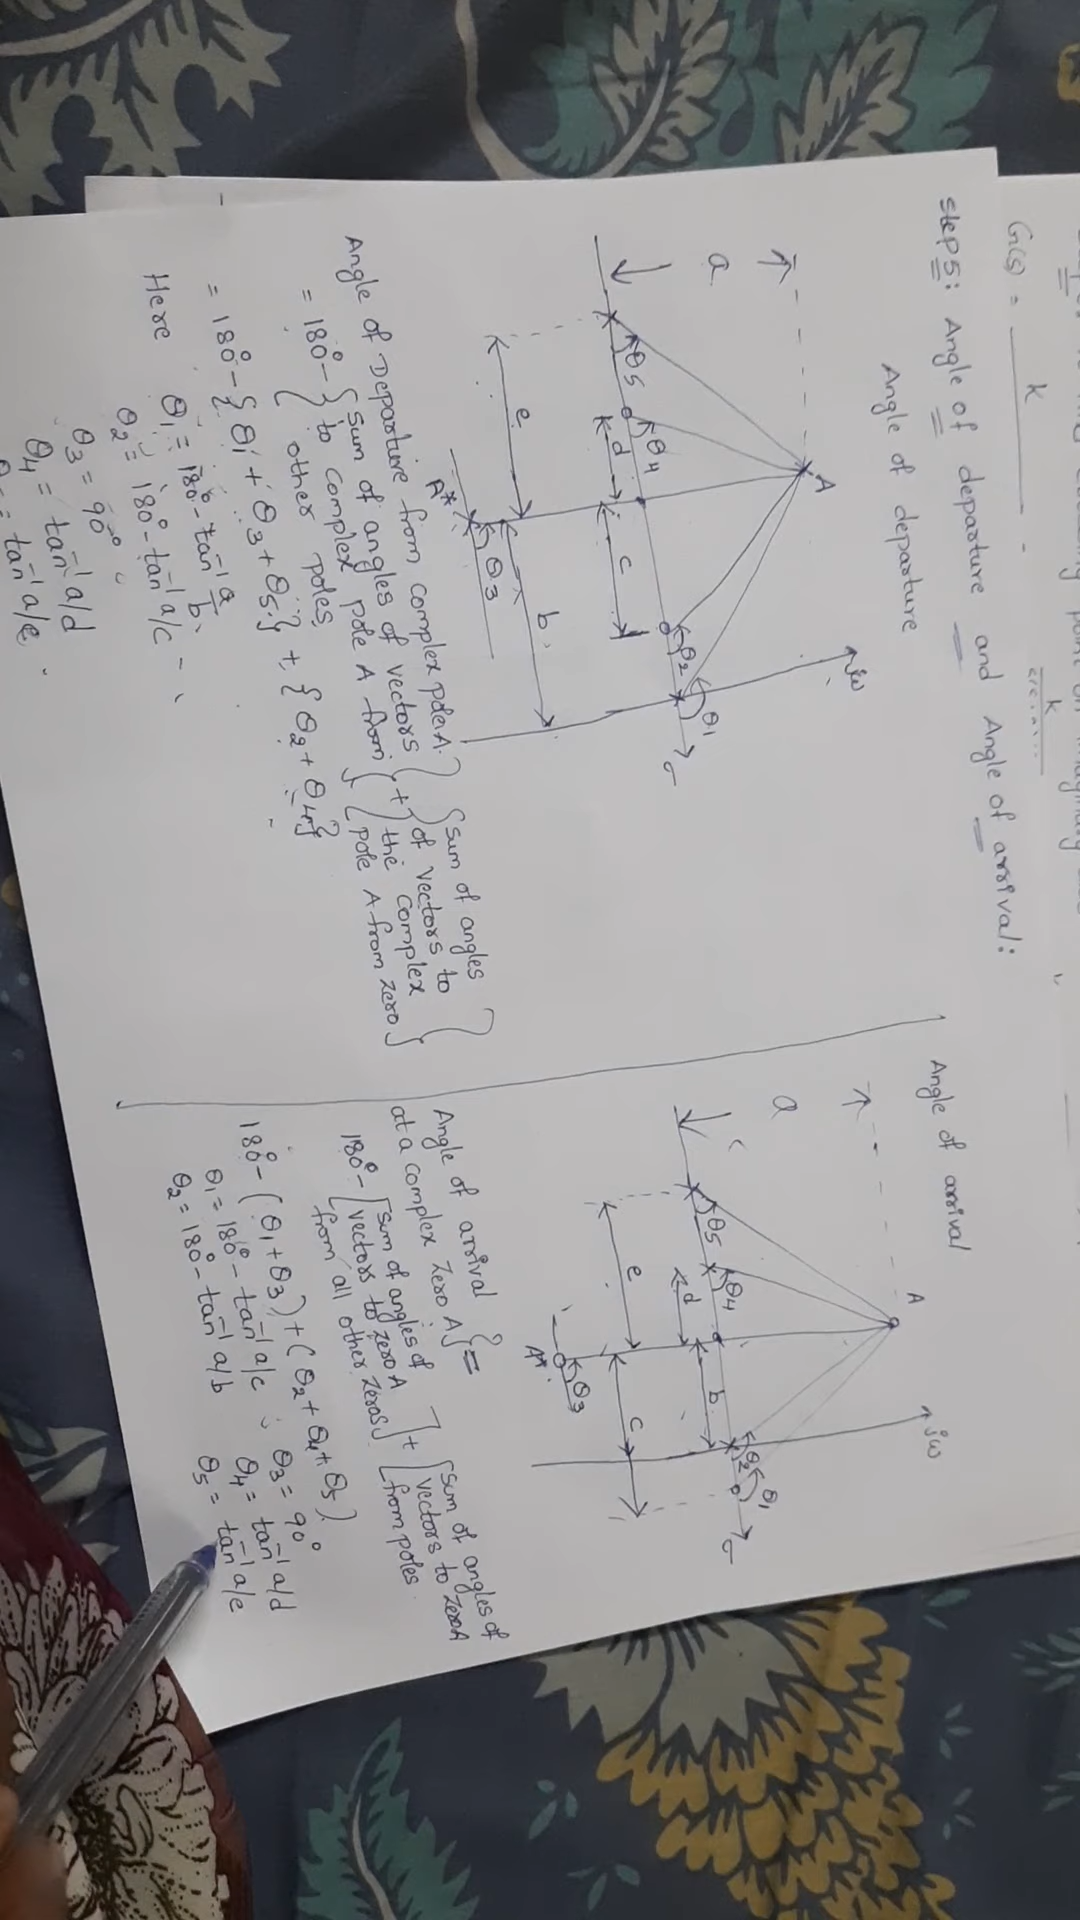 G(s) = k
k
step 5: Angle of departure and Angle of arrival:
Angle of departure
A
jω
a
θ5
θ4
θ2
θ1
σ
d
c
e
b
A*
θ3
Angle of Departure from complex pole A.
= 180° - { Sum of angles of vectors to complex pole A from other poles } + { Sum of angles of vectors to the complex pole A from zero }
= 180° - { θ1 + θ3 + θ5 } + { θ2 + θ4 }
Here θ1 = 180° - tan⁻¹ a/b
θ2 = 180° - tan⁻¹ a/c
θ3 = 90°
θ4 = tan⁻¹ a/d
= tan⁻¹ a/e
Angle of arrival
A
jω
a
θ5
θ4
θ2
θ1
σ
d
b
e
c
A*
θ3
Angle of arrival at a complex zero A } =
180° - [ sum of angles of vectors to zero A from all other zeros ] + { sum of angles of vectors to zero A from poles
180° - (θ1 + θ3) + (θ2 + θ4 + θ5)
θ1 = 180° - tan⁻¹ a/c , θ3 = 90°
θ2 = 180° - tan⁻¹ a/b θ4 = tan⁻¹ a/d
θ5 = tan⁻¹ a/e